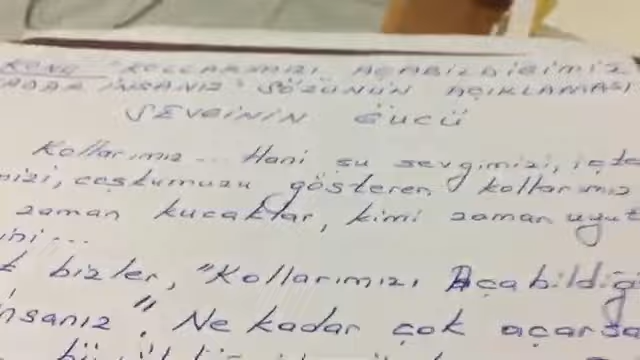 KONU "KOLLARIMIZI AÇABİLDİĞİMİZ
KADAR İNSANIZ" SÖZÜNÜN AÇIKLAMASI
SEVGİNİN GÜCÜ
Kollarımız... Hani şu sevgimizi, içte
mizi, coşkumuzu gösteren kollarımız
zaman kucaklar, kimi zaman uyut
ini...
k bizler, "Kollarımızı Açabildiğ
insanız". Ne kadar çok açarsa